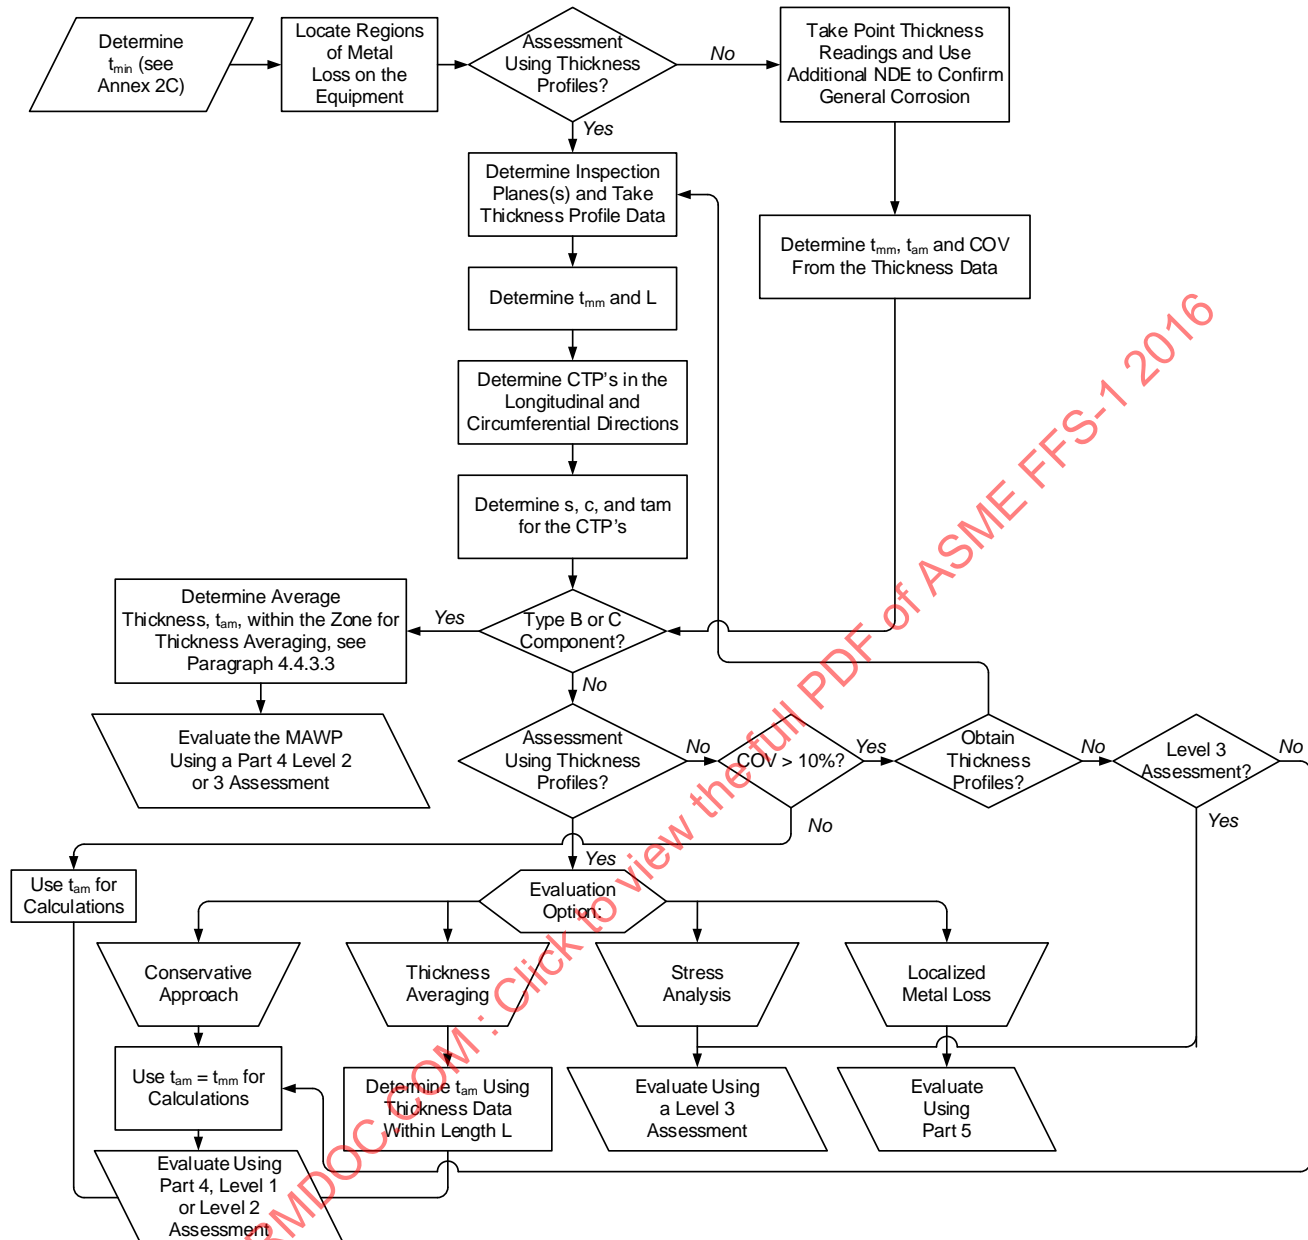 Determine
tmin (see
Annex 2C)
Locate Regions
of Metal
Loss on the
Equipment
Assessment
Using Thickness
Profiles?
No
Take Point Thickness
Readings and Use
Additional NDE to Confirm
General Corrosion
Yes
Determine Inspection
Planes(s) and Take
Thickness Profile Data
Determine tmm, tam and COV
From the Thickness Data
Determine tmm and L
Determine CTP's in the
Longitudinal and
Circumferential Directions
Determine s, c, and tam
for the CTP's
Determine Average
Thickness, tam, within the Zone for
Thickness Averaging, see
Paragraph 4.4.3.3
Yes
Type B or C
Component?
No
Evaluate the MAWP
Using a Part 4 Level 2
or 3 Assessment
Assessment
Using Thickness
Profiles?
No
COV > 10%?
Yes
Obtain
Thickness
Profiles?
No
Level 3
Assessment?
No
Yes
No
Yes
Use tam for
Calculations
Evaluation
Option:
Conservative
Approach
Thickness
Averaging
Stress
Analysis
Localized
Metal Loss
Use tam = tmm for
Calculations
Determine tam Using
Thickness Data
Within Length L
Evaluate Using
a Level 3
Assessment
Evaluate
Using
Part 5
Evaluate Using
Part 4, Level 1
or Level 2
Assessment
RMDOC.COM : Click to view the full PDF of ASME FFS-1 2016